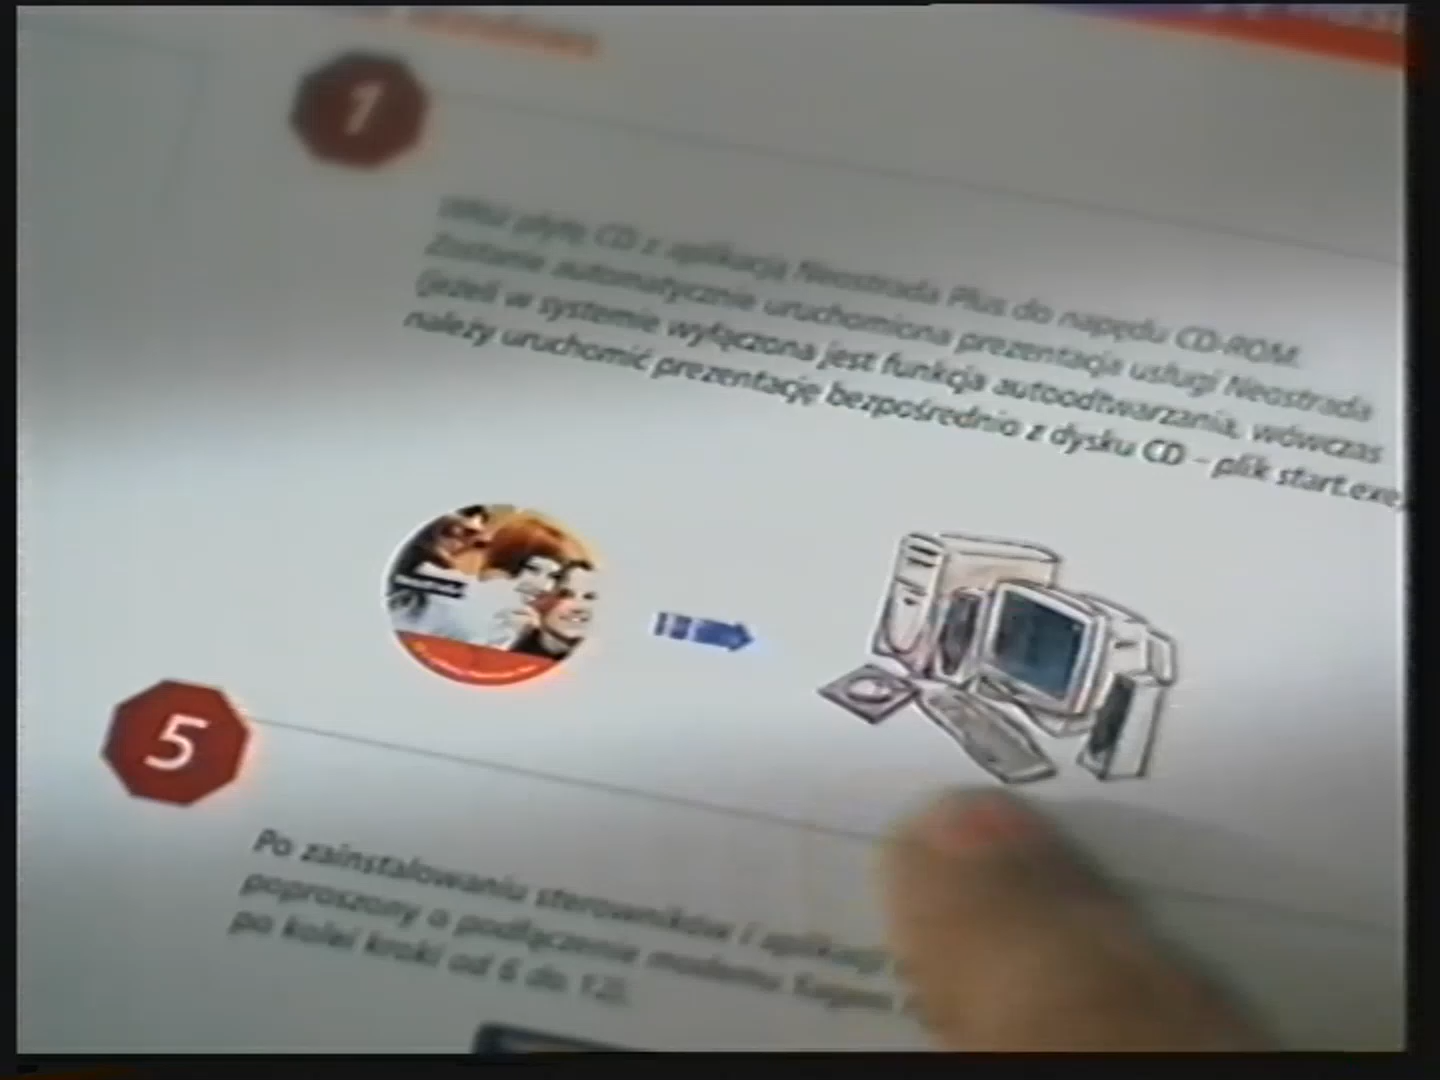 1
Włóż płytę CD z aplikacją Neostrada Plus do napędu CD-ROM.
Zostanie automatycznie uruchomiona prezentacja usługi Neostrada
(jeżeli w systemie wyłączona jest funkcja autoodtwarzania, wówczas
należy uruchomić prezentację bezpośrednio z dysku CD – plik start.exe,
5
Po zainstalowaniu sterowników i aplikacji
poproszony o podłączenie modemu Sagem
po kolei kroki od 6 do 12).